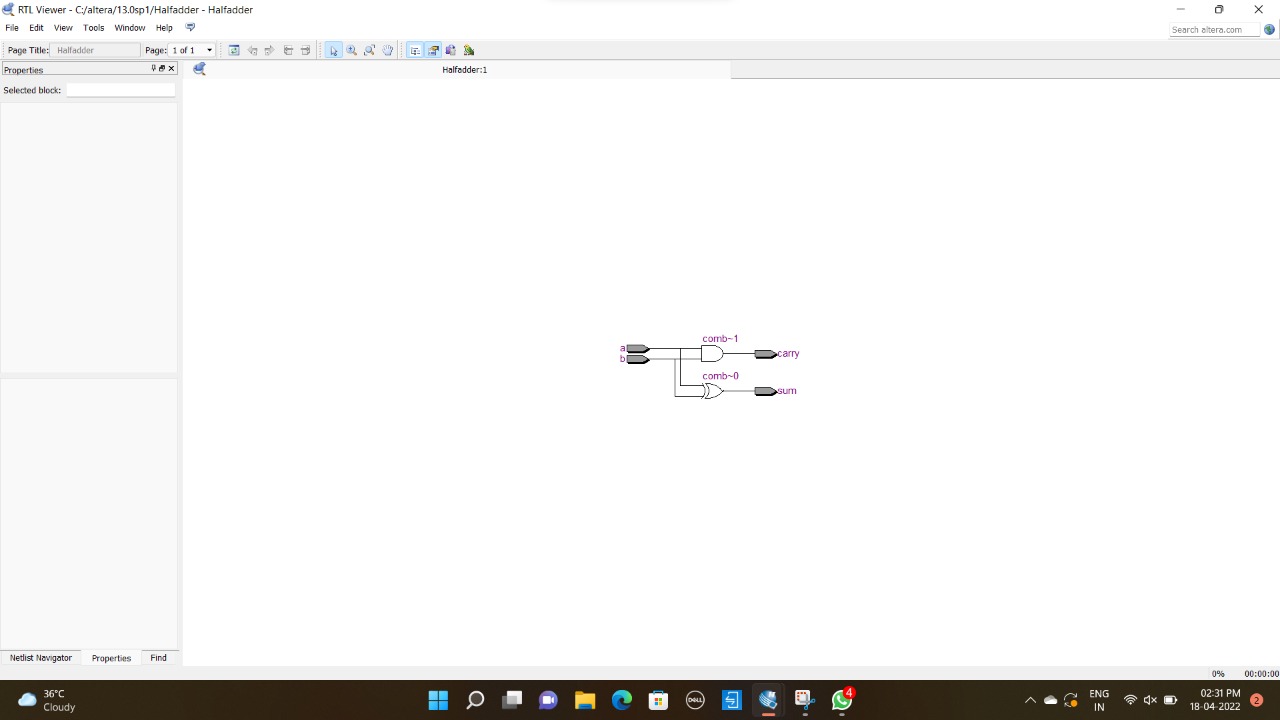 RTL Viewer - C:/altera/13.0sp1/Halfadder - Halfadder
File Edit View Tools Window Help
Search altera.com
Page Title: Halfadder Page: 1 of 1
Properties
Halfadder:1
Selected block:
comb~1
a
b
carry
comb~0
sum
Netlist Navigator Properties Find
0% 00:00:00
36°C
Cloudy
DELL
4
ENG
IN
02:31 PM
18-04-2022
2